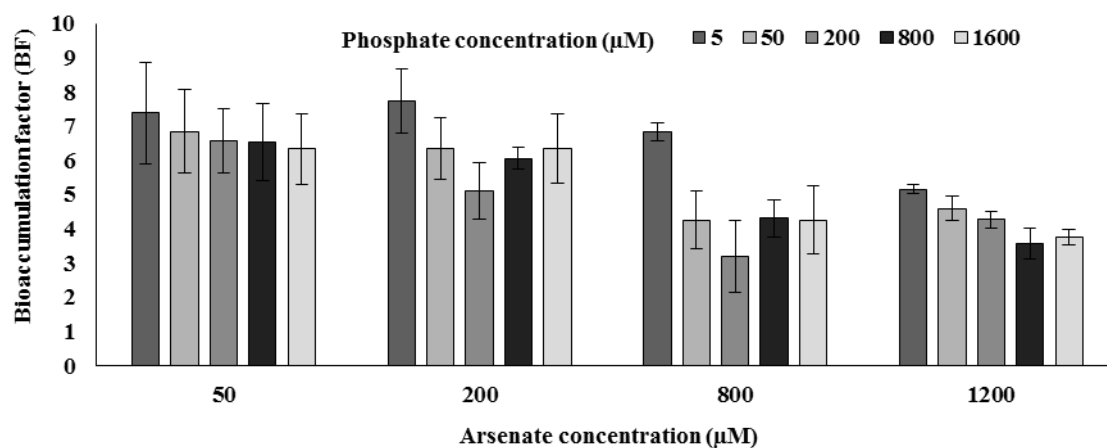 Bioaccumulation factor (BF)
10
9
8
7
6
5
4
3
2
1
0
Phosphate concentration (µM) 5 50 200 800 1600
50 200 800 1200
Arsenate concentration (µM)